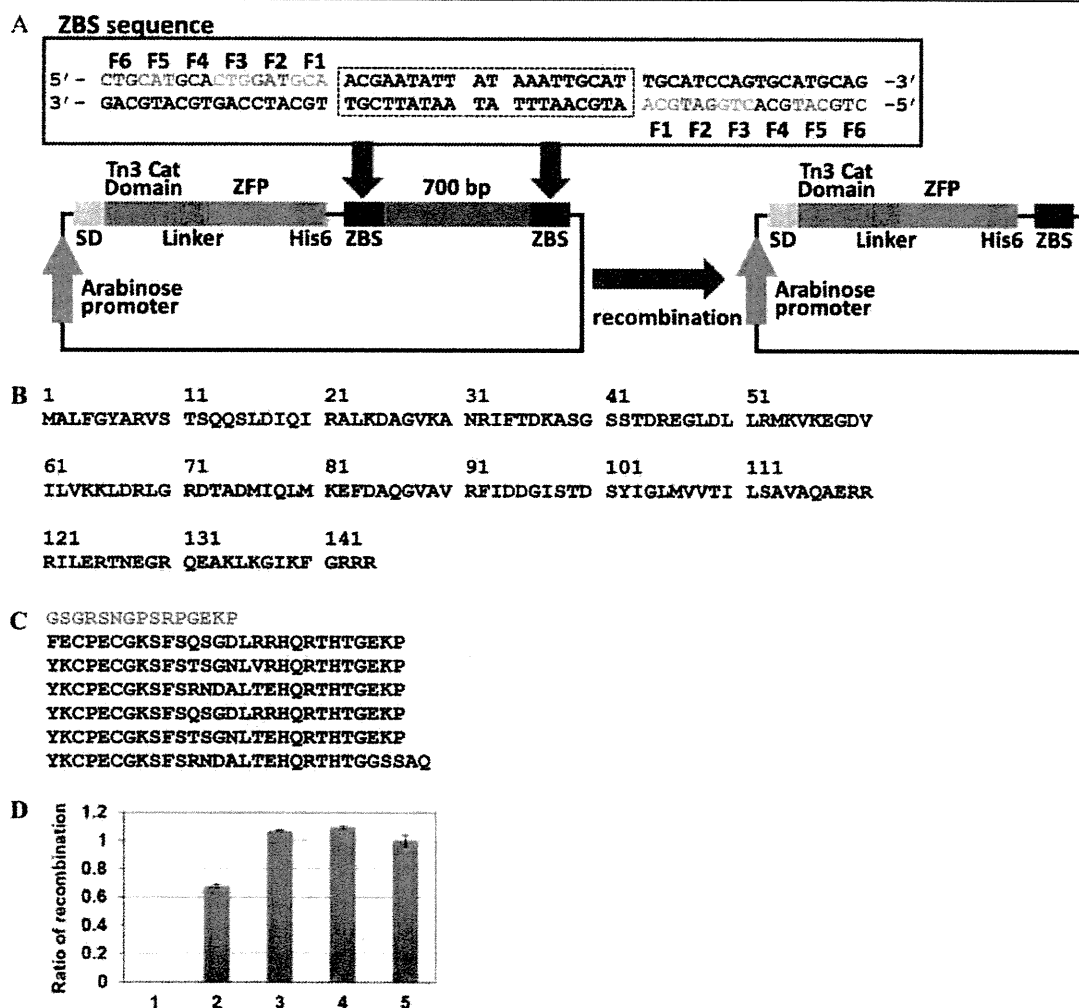 A ZBS sequence
F6 F5 F4 F3 F2 F1
5′ - CTGCATGCACTGGATGCA ACGAATATT AT AAATTGCAT TGCATCCAGTGCATGCAG -3′
3′ - GACGTACGTGACCTACGT TGCTTATAA TA TTTAACGTA ACGTAGGTCACGTACGTC -5′
F1 F2 F3 F4 F5 F6
Tn3 Cat Domain ZFP 700 bp
SD Linker His6 ZBS ZBS
Arabinose promoter
recombination
Tn3 Cat Domain ZFP
SD Linker His6 ZBS
Arabinose promoter
B 1 11 21 31 41 51
MALFGYARVS TSQQSLDIQI RALKDAGVKA NRIFTDKASG SSTDREGLDL LRMKVKEGDV
61 71 81 91 101 111
ILVKKLDRLG RDTADMIQLM KEFDAQGVAV RFIDDGISTD SYIGLMVVTI LSAVAQAERR
121 131 141
RILERTNEGR QEAKLKGIKF GRRR
C GSGRSNGPSRPGEKP
FECPECGKSFSQSGDLRRHQRTHTGEKP
YKCPECGKSFSTSGNLVRHQRTHTGEKP
YKCPECGKSFSRNDALTEHQRTHTGEKP
YKCPECGKSFSQSGDLRRHQRTHTGEKP
YKCPECGKSFSTSGNLTEHQRTHTGEKP
YKCPECGKSFSRNDALTEHQRTHTGGSSAQ
D
Ratio of recombination
1.2
1
0.8
0.6
0.4
0.2
0
1 2 3 4 5